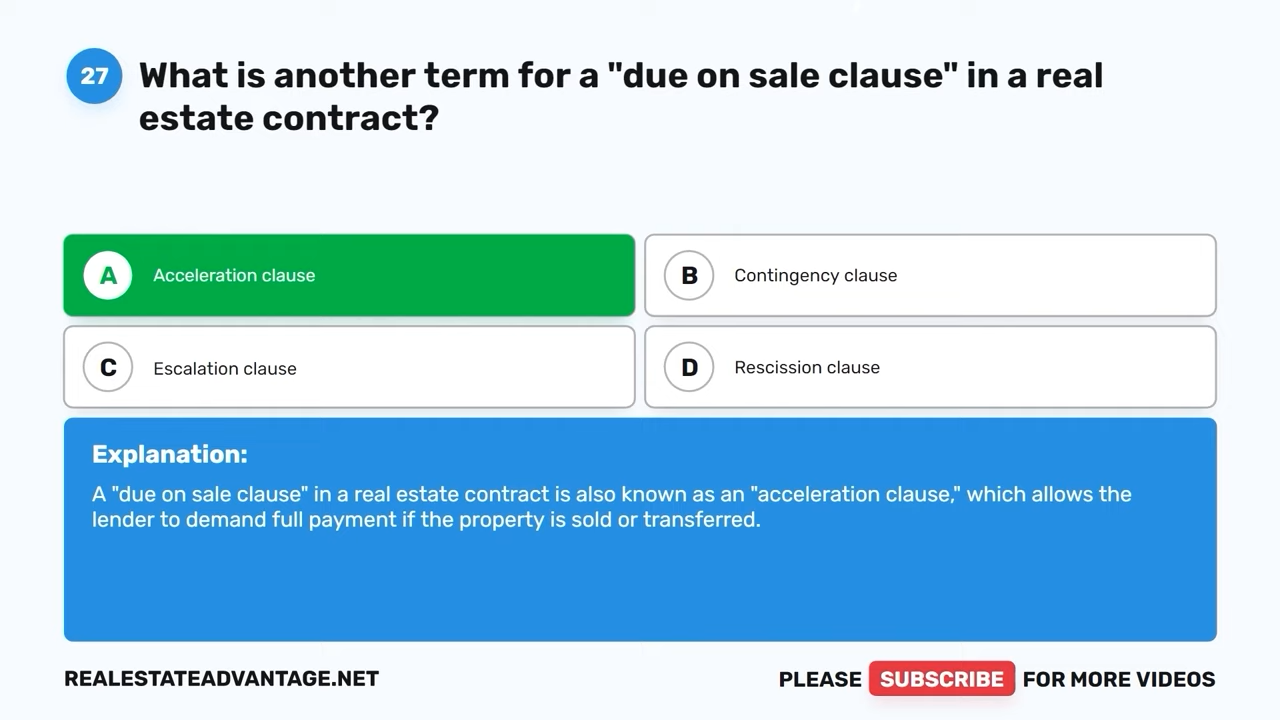 27
What is another term for a "due on sale clause" in a real
estate contract?
A Acceleration clause
B Contingency clause
C Escalation clause
D Rescission clause
Explanation:
A "due on sale clause" in a real estate contract is also known as an "acceleration clause," which allows the
lender to demand full payment if the property is sold or transferred.
REALESTATEADVANTAGE.NET
PLEASE SUBSCRIBE FOR MORE VIDEOS